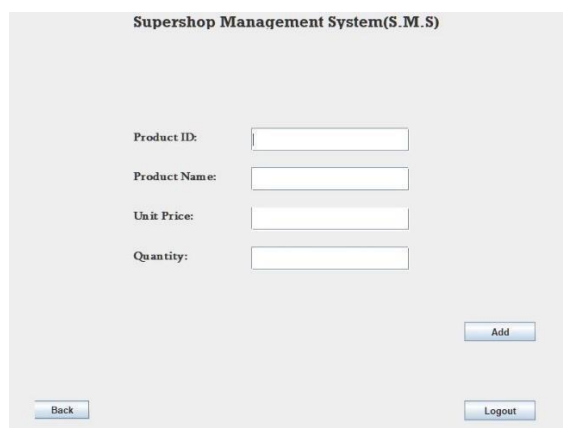 Supershop Management System(S.M.S)
Product ID:
Product Name:
Unit Price:
Quantity:
Add
Back
Logout